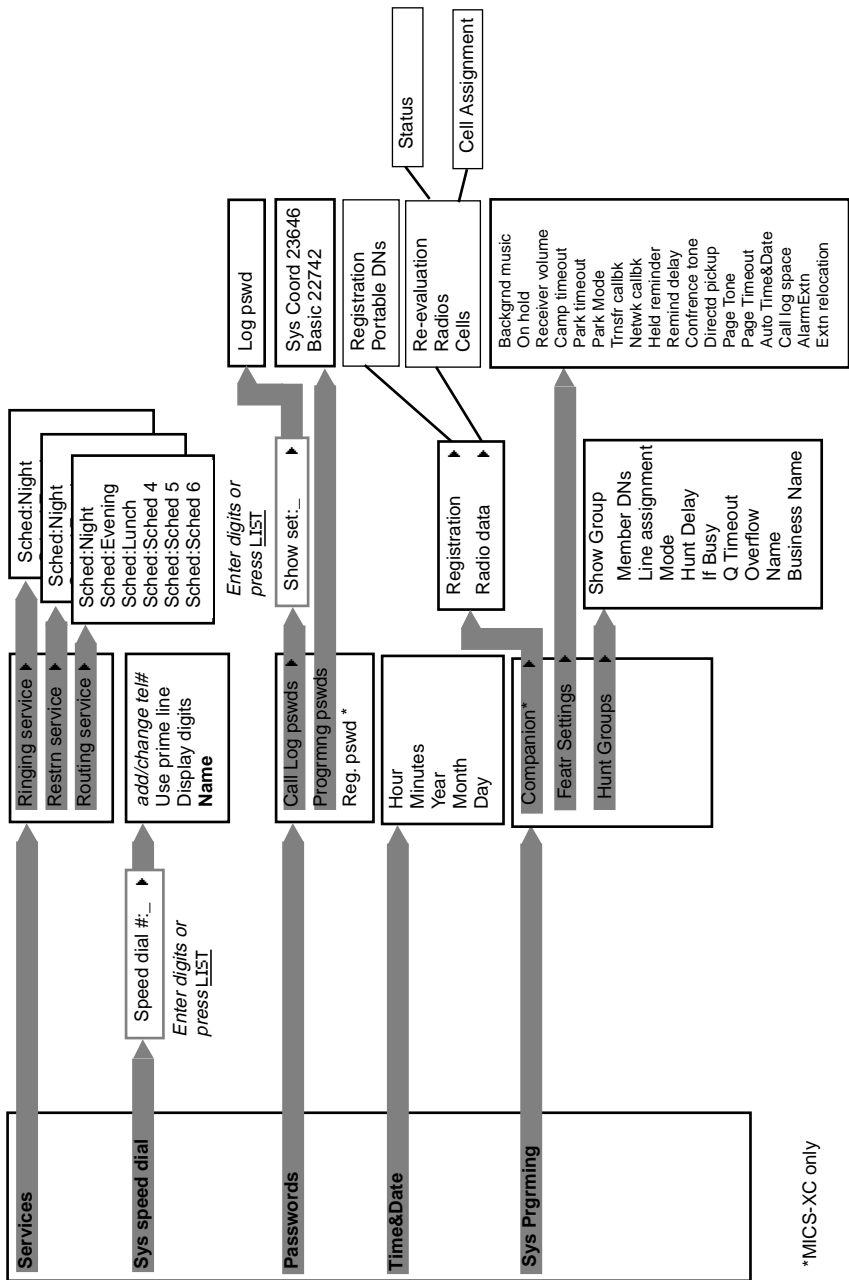 Services
Ringing service
Restrn service
Routing service
Sched:Night
Sched:Night
Sched:Night
Sched:Evening
Sched:Lunch
Sched:Sched 4
Sched:Sched 5
Sched:Sched 6
Sys speed dial
Speed dial #:_
Enter digits or
press LIST
add/change tel#
Use prime line
Display digits
Name
Passwords
Call Log pswds
Progrmng pswds
Reg. pswd *
Enter digits or
press LIST
Show set:_
Log pswd
Sys Coord 23646
Basic 22742
Time&Date
Hour
Minutes
Year
Month
Day
Sys Prgrming
Companion*
Featr Settings
Hunt Groups
Registration
Radio data
Registration
Portable DNs
Re-evaluation
Radios
Cells
Status
Cell Assignment
Backgrnd music
On hold
Receiver volume
Camp timeout
Park timeout
Park Mode
Trnsfr callbk
Netwk callbk
Held reminder
Remind delay
Confrence tone
Directd pickup
Page Tone
Page Timeout
Auto Time&Date
Call log space
AlarmExtn
Extn relocation
Show Group
Member DNs
Line assignment
Mode
Hunt Delay
If Busy
Q Timeout
Overflow
Name
Business Name
*MICS-XC only